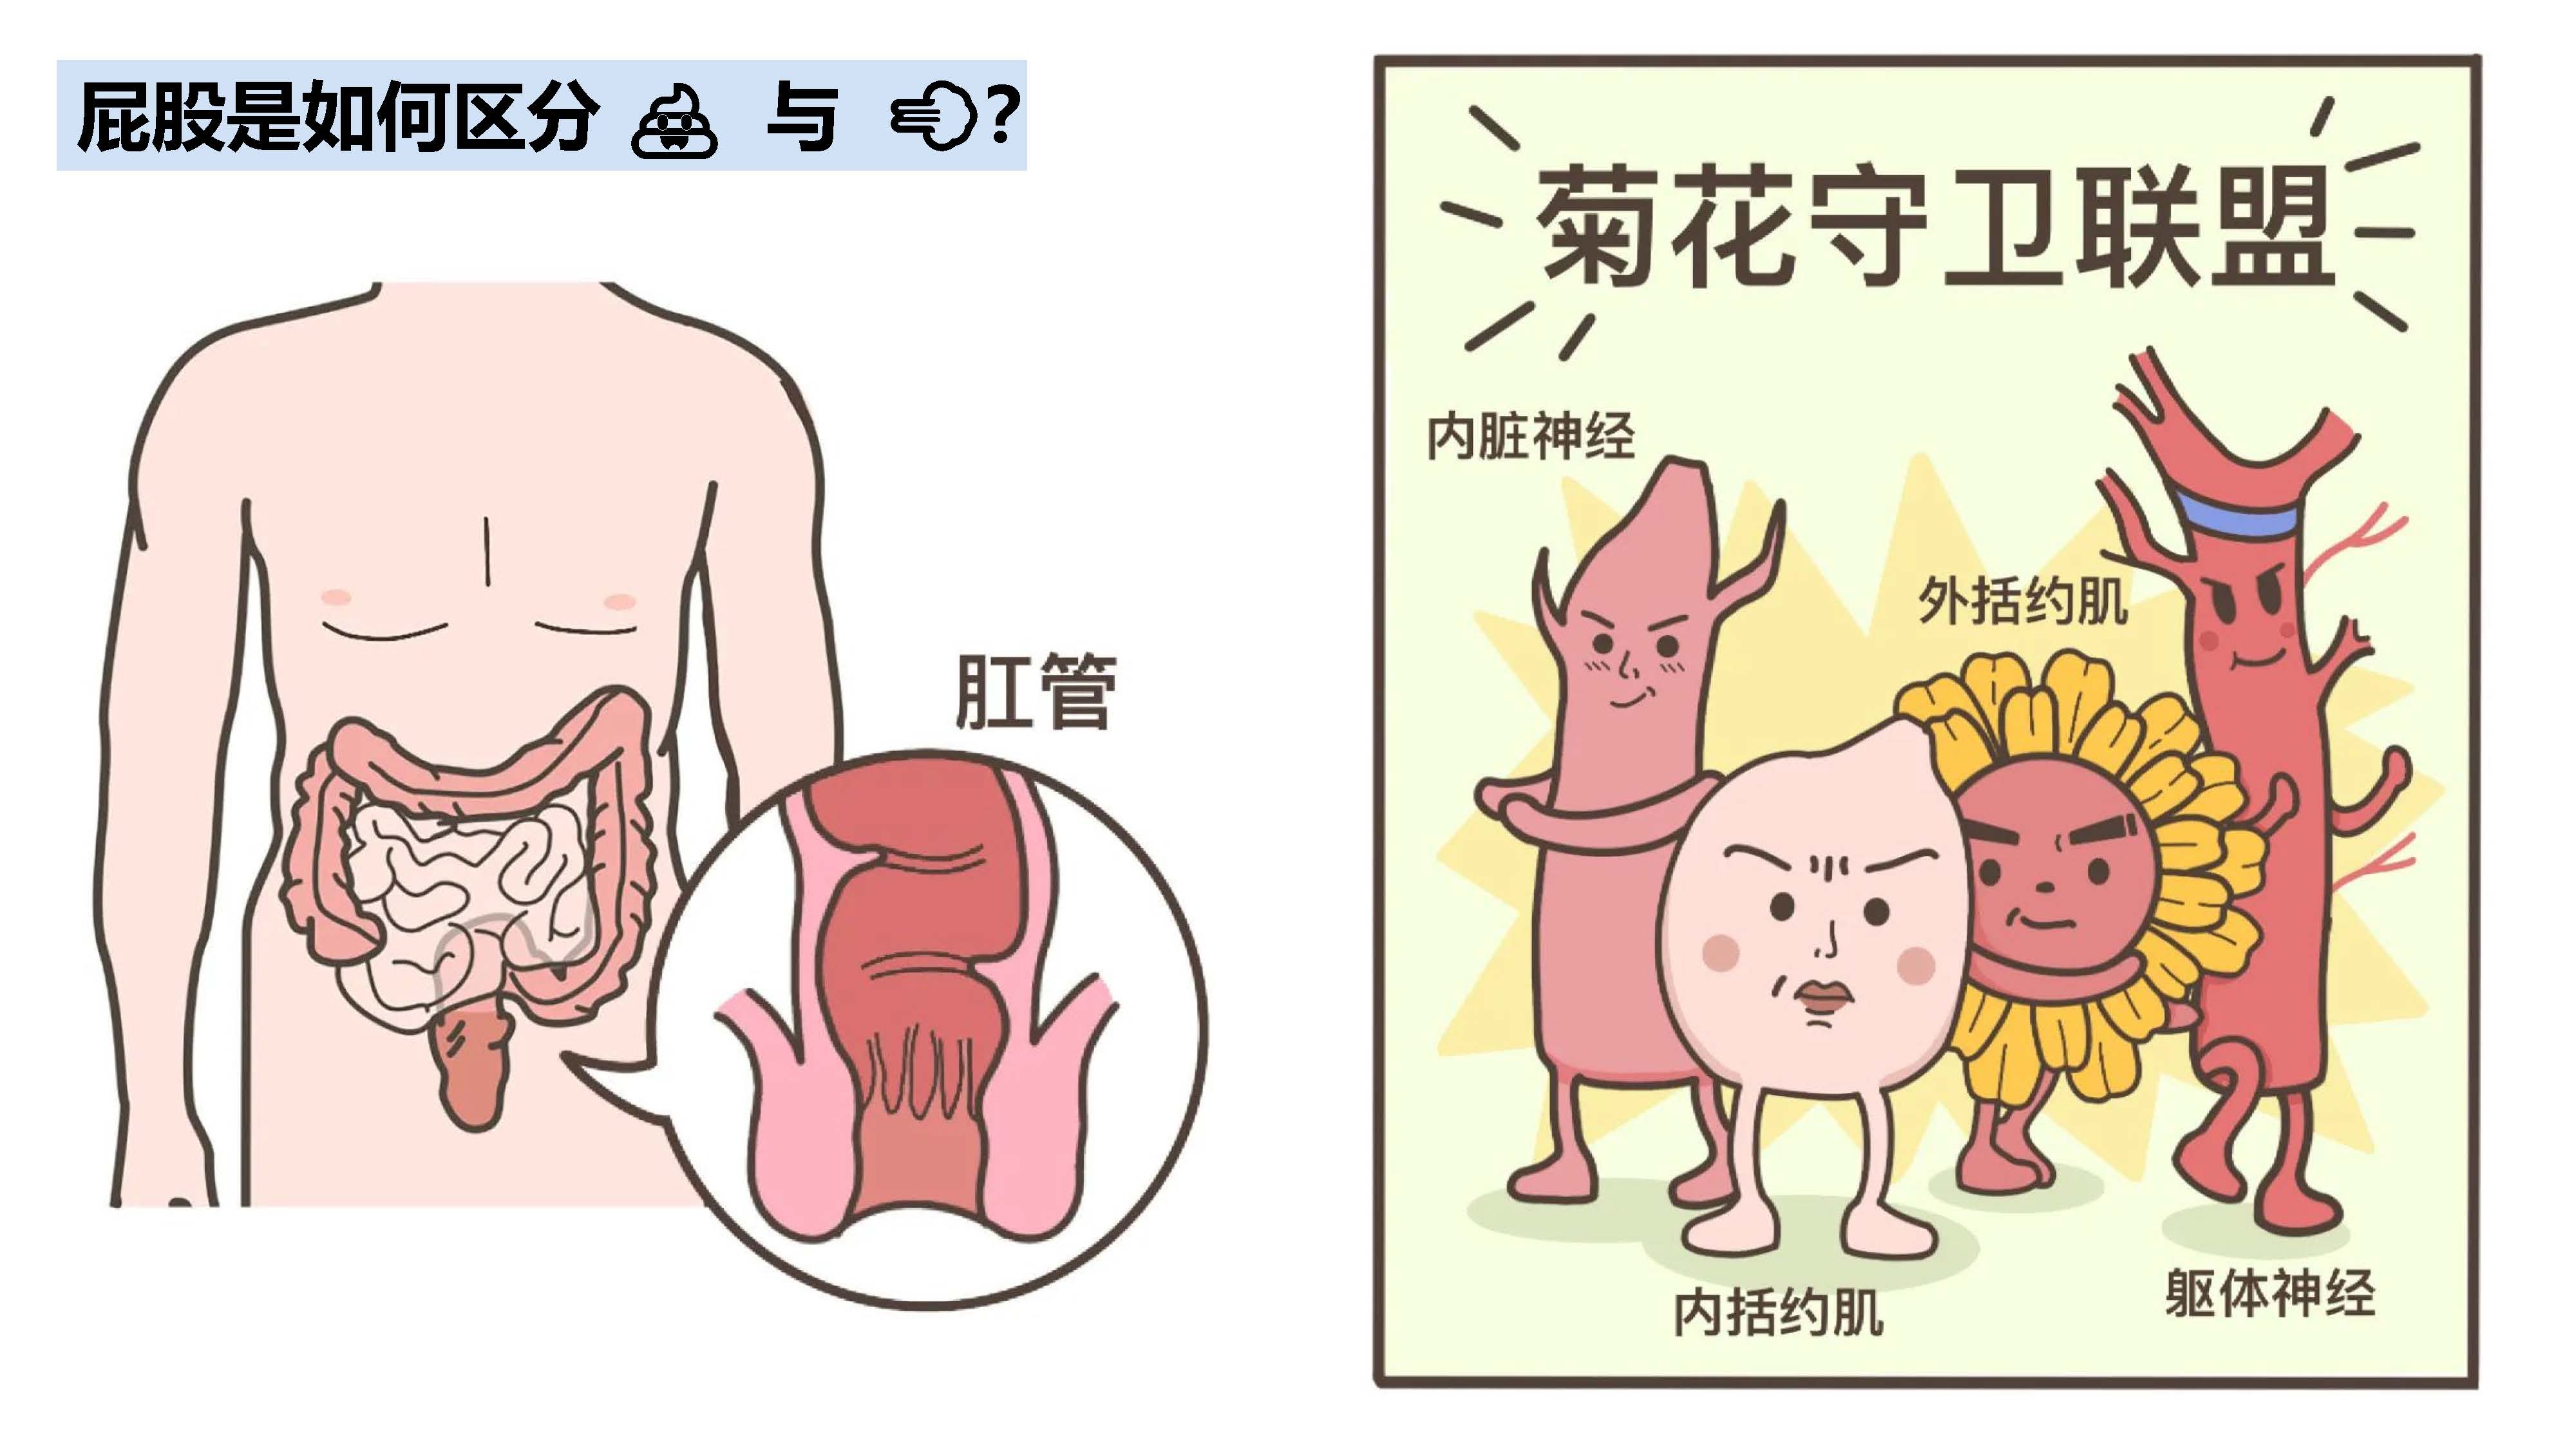 屁股是如何区分 💩 与 💨?
肛管
菊花守卫联盟
内脏神经
外括约肌
内括约肌
躯体神经